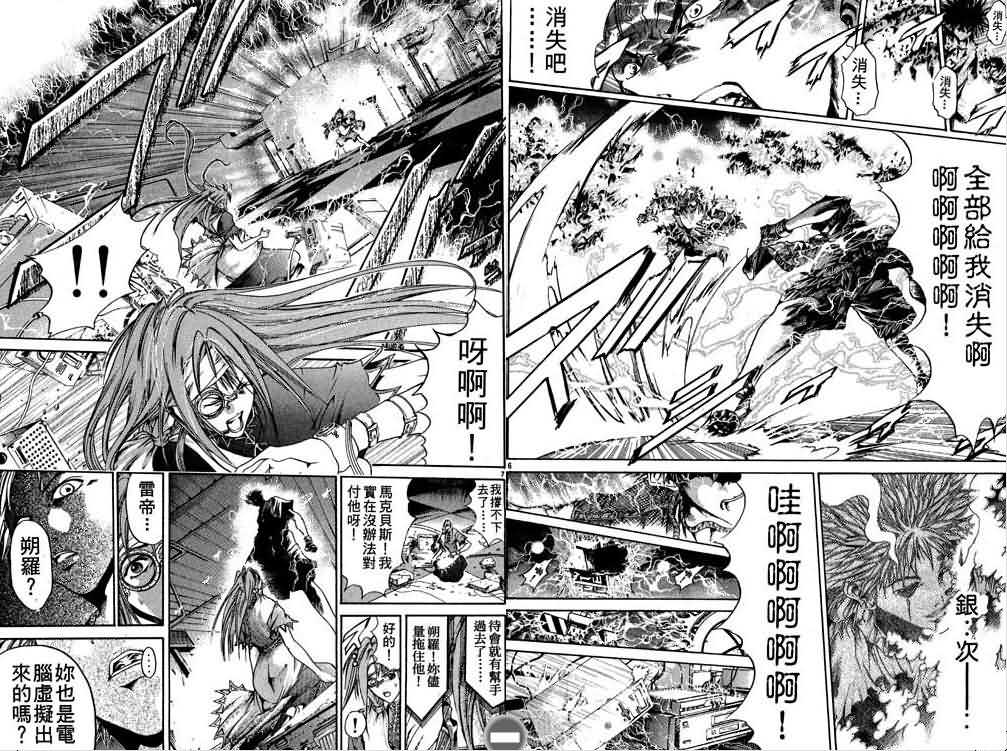 消失…
消失…
消失…
消失吧
……！
全部給我消失啊
啊啊啊啊啊！
銀…次——
哇啊啊啊啊啊！
6
7
!!
呀啊啊！
我撐不下
去了……
馬克貝斯！我
實在沒辦法對
付他呀！
待會就有幫手
過去了……
朔羅！妳儘
量拖住他！
好的！
！
雷帝…
朔羅？
……
妳也是電
腦虛擬出
來的嗎？